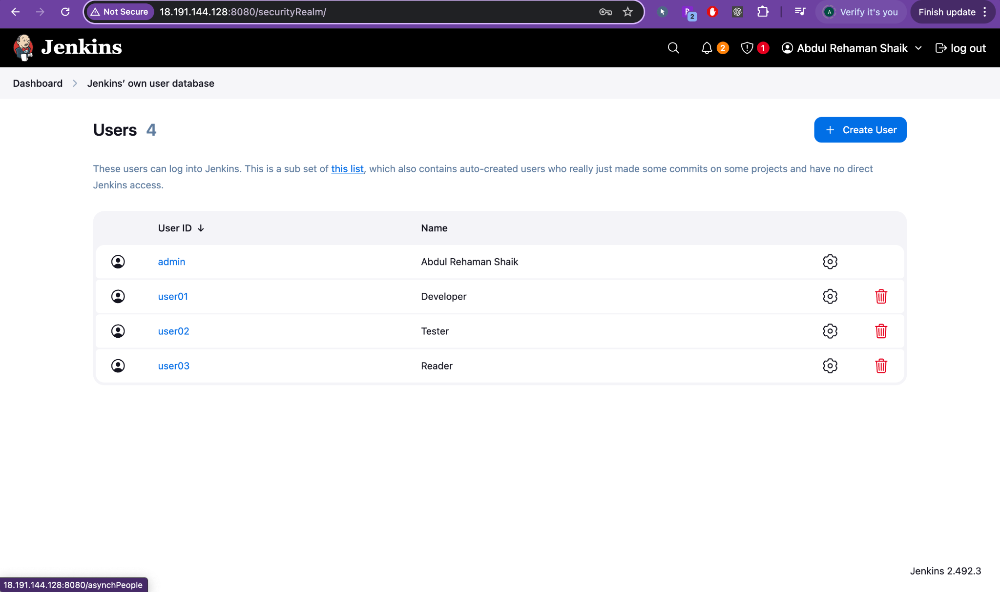 Not Secure 18.191.144.128:8080/securityRealm/ 2 A Verify it's you Finish update
Jenkins 2 1 Abdul Rehaman Shaik log out
Dashboard Jenkins’ own user database
Users 4 Create User
These users can log into Jenkins. This is a sub set of this list, which also contains auto-created users who really just made some commits on some projects and have no direct
Jenkins access.
User ID ↓ Name
admin Abdul Rehaman Shaik
user01 Developer
user02 Tester
user03 Reader
Jenkins 2.492.3
18.191.144.128:8080/asynchPeople